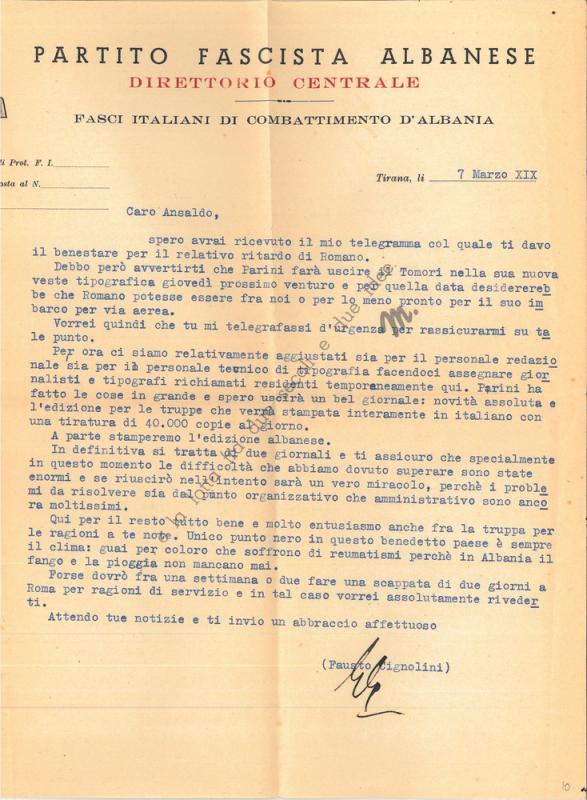 PARTITO FASCISTA ALBANESE
DIRETTORIO CENTRALE
FASCI ITALIANI DI COMBATTIMENTO D'ALBANIA
di Prot. F. I.
osta al N.
Tirana, li 7 Marzo XIX
Caro Ansaldo,
spero avrai ricevuto il mio telegramma col quale ti davo
il benestare per il relativo ritardo di Romano.
Debbo però avvertirti che Parini farà uscire il Tomori nella sua nuova
veste tipografica giovedì prossimo venturo e per quella data desidererebb
be che Romano potesse essere fra noi o per lo meno pronto per il suo im
barco per via aerea.
Vorrei quindi che tu mi telegrafassi d'urgenza per rassicurarmi su ta
le punto.
Per ora ci siamo relativamente aggiustati sia per il personale redazio
nale sia per il personale tecnico di tipografia facendoci assegnare gior
nalisti e tipografi richiamati residenti temporaneamente qui. Parini ha
fatto le cose in grande e spero uscirà un bel giornale: novità assoluta e
l'edizione per le truppe che verrà stampata interamente in italiano con
una tiratura di 40.000 copie al giorno.
A parte stamperemo l'edizione albanese.
In definitiva si tratta di due giornali e ti assicuro che specialmente
in questo momento le difficoltà che abbiamo dovuto superare sono state
enormi e se riuscirò nell'intento sarà un vero miracolo, perchè i proble
mi da risolvere sia dal punto organizzativo che amministrativo sono anco
ra moltissimi.
Qui per il resto tutto bene e molto entusiasmo anche fra la truppa per
le ragioni a te note. Unico punto nero in questo benedetto paese è sempre
il clima: guai per coloro che soffrono di reumatismi perchè in Albania il
fango e la pioggia non mancano mai.
Forse dovrò fra una settimana o due fare una scappata di due giorni a
Roma per ragioni di servizio e in tal caso vorrei assolutamente riveder
ti.
Attendo tue notizie e ti invio un abbraccio affettuoso
(Fausto Cignolini)
m.
10